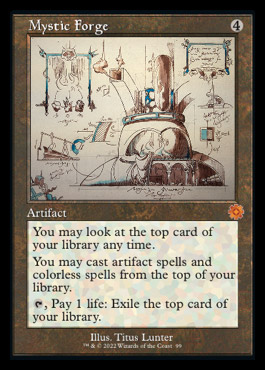 Mystic Forge 4
Artifact
You may look at the top card of
your library any time.
You may cast artifact spells and
colorless spells from the top of your
library.
, Pay 1 life: Exile the top card of
your library.
Illus. Titus Lunter
™ & © 2022 Wizards of the Coast 99